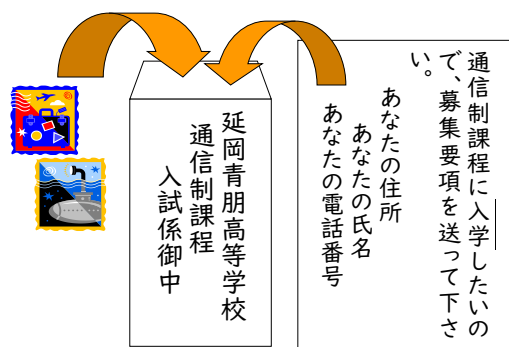 通信制課程に入学したいの
で、募集要項を送って下さ
い。
あなたの住所
あなたの氏名
あなたの電話番号
延岡青朋高等学校
通信制課程
入試係御中